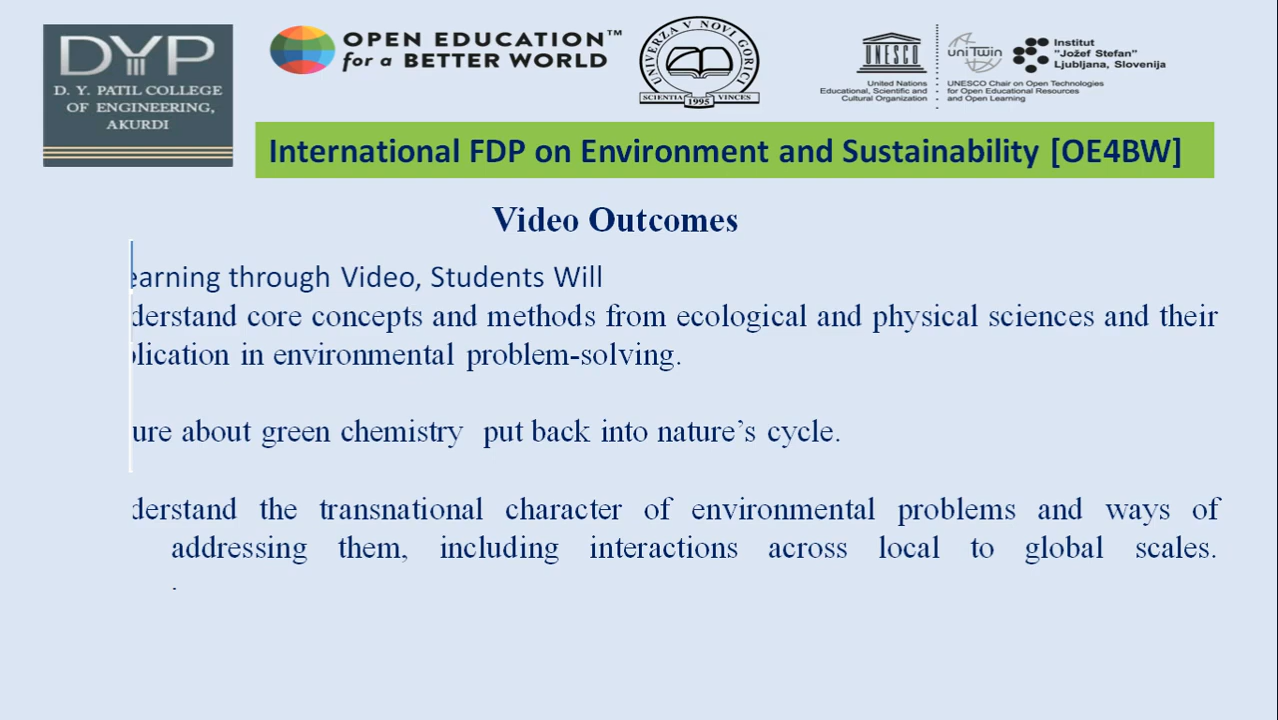 DYP
D. Y. PATIL COLLEGE
OF ENGINEERING,
AKURDI
OPEN EDUCATION™
for a BETTER WORLD
UNIVERZA V NOVI GORICI
SCIENTIA 1995 VINCES
UNESCO
United Nations
Educational, Scientific and
Cultural Organization
uniTwin
Institut
"Jožef Stefan"
Ljubljana, Slovenija
UNESCO Chair on Open Technologies
for Open Educational Resources
and Open Learning
International FDP on Environment and Sustainability [OE4BW]
Video Outcomes
earning through Video, Students Will
derstand core concepts and methods from ecological and physical sciences and their
plication in environmental problem-solving.
ure about green chemistry put back into nature's cycle.
derstand the transnational character of environmental problems and ways of
addressing them, including interactions across local to global scales.
.